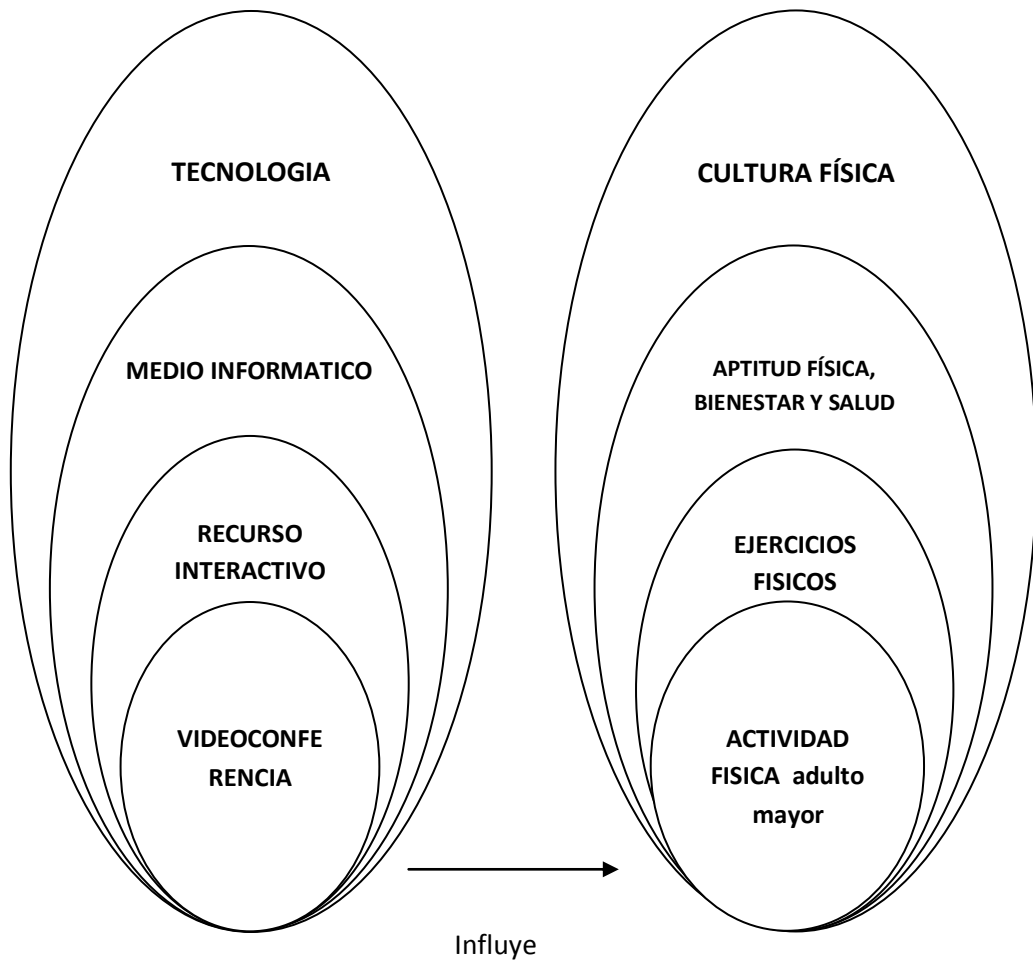 TECNOLOGIA
MEDIO INFORMATICO
RECURSO
INTERACTIVO
VIDEOCONFE
RENCIA
CULTURA FÍSICA
APTITUD FÍSICA,
BIENESTAR Y SALUD
EJERCICIOS
FISICOS
ACTIVIDAD
FISICA adulto
mayor
Influye